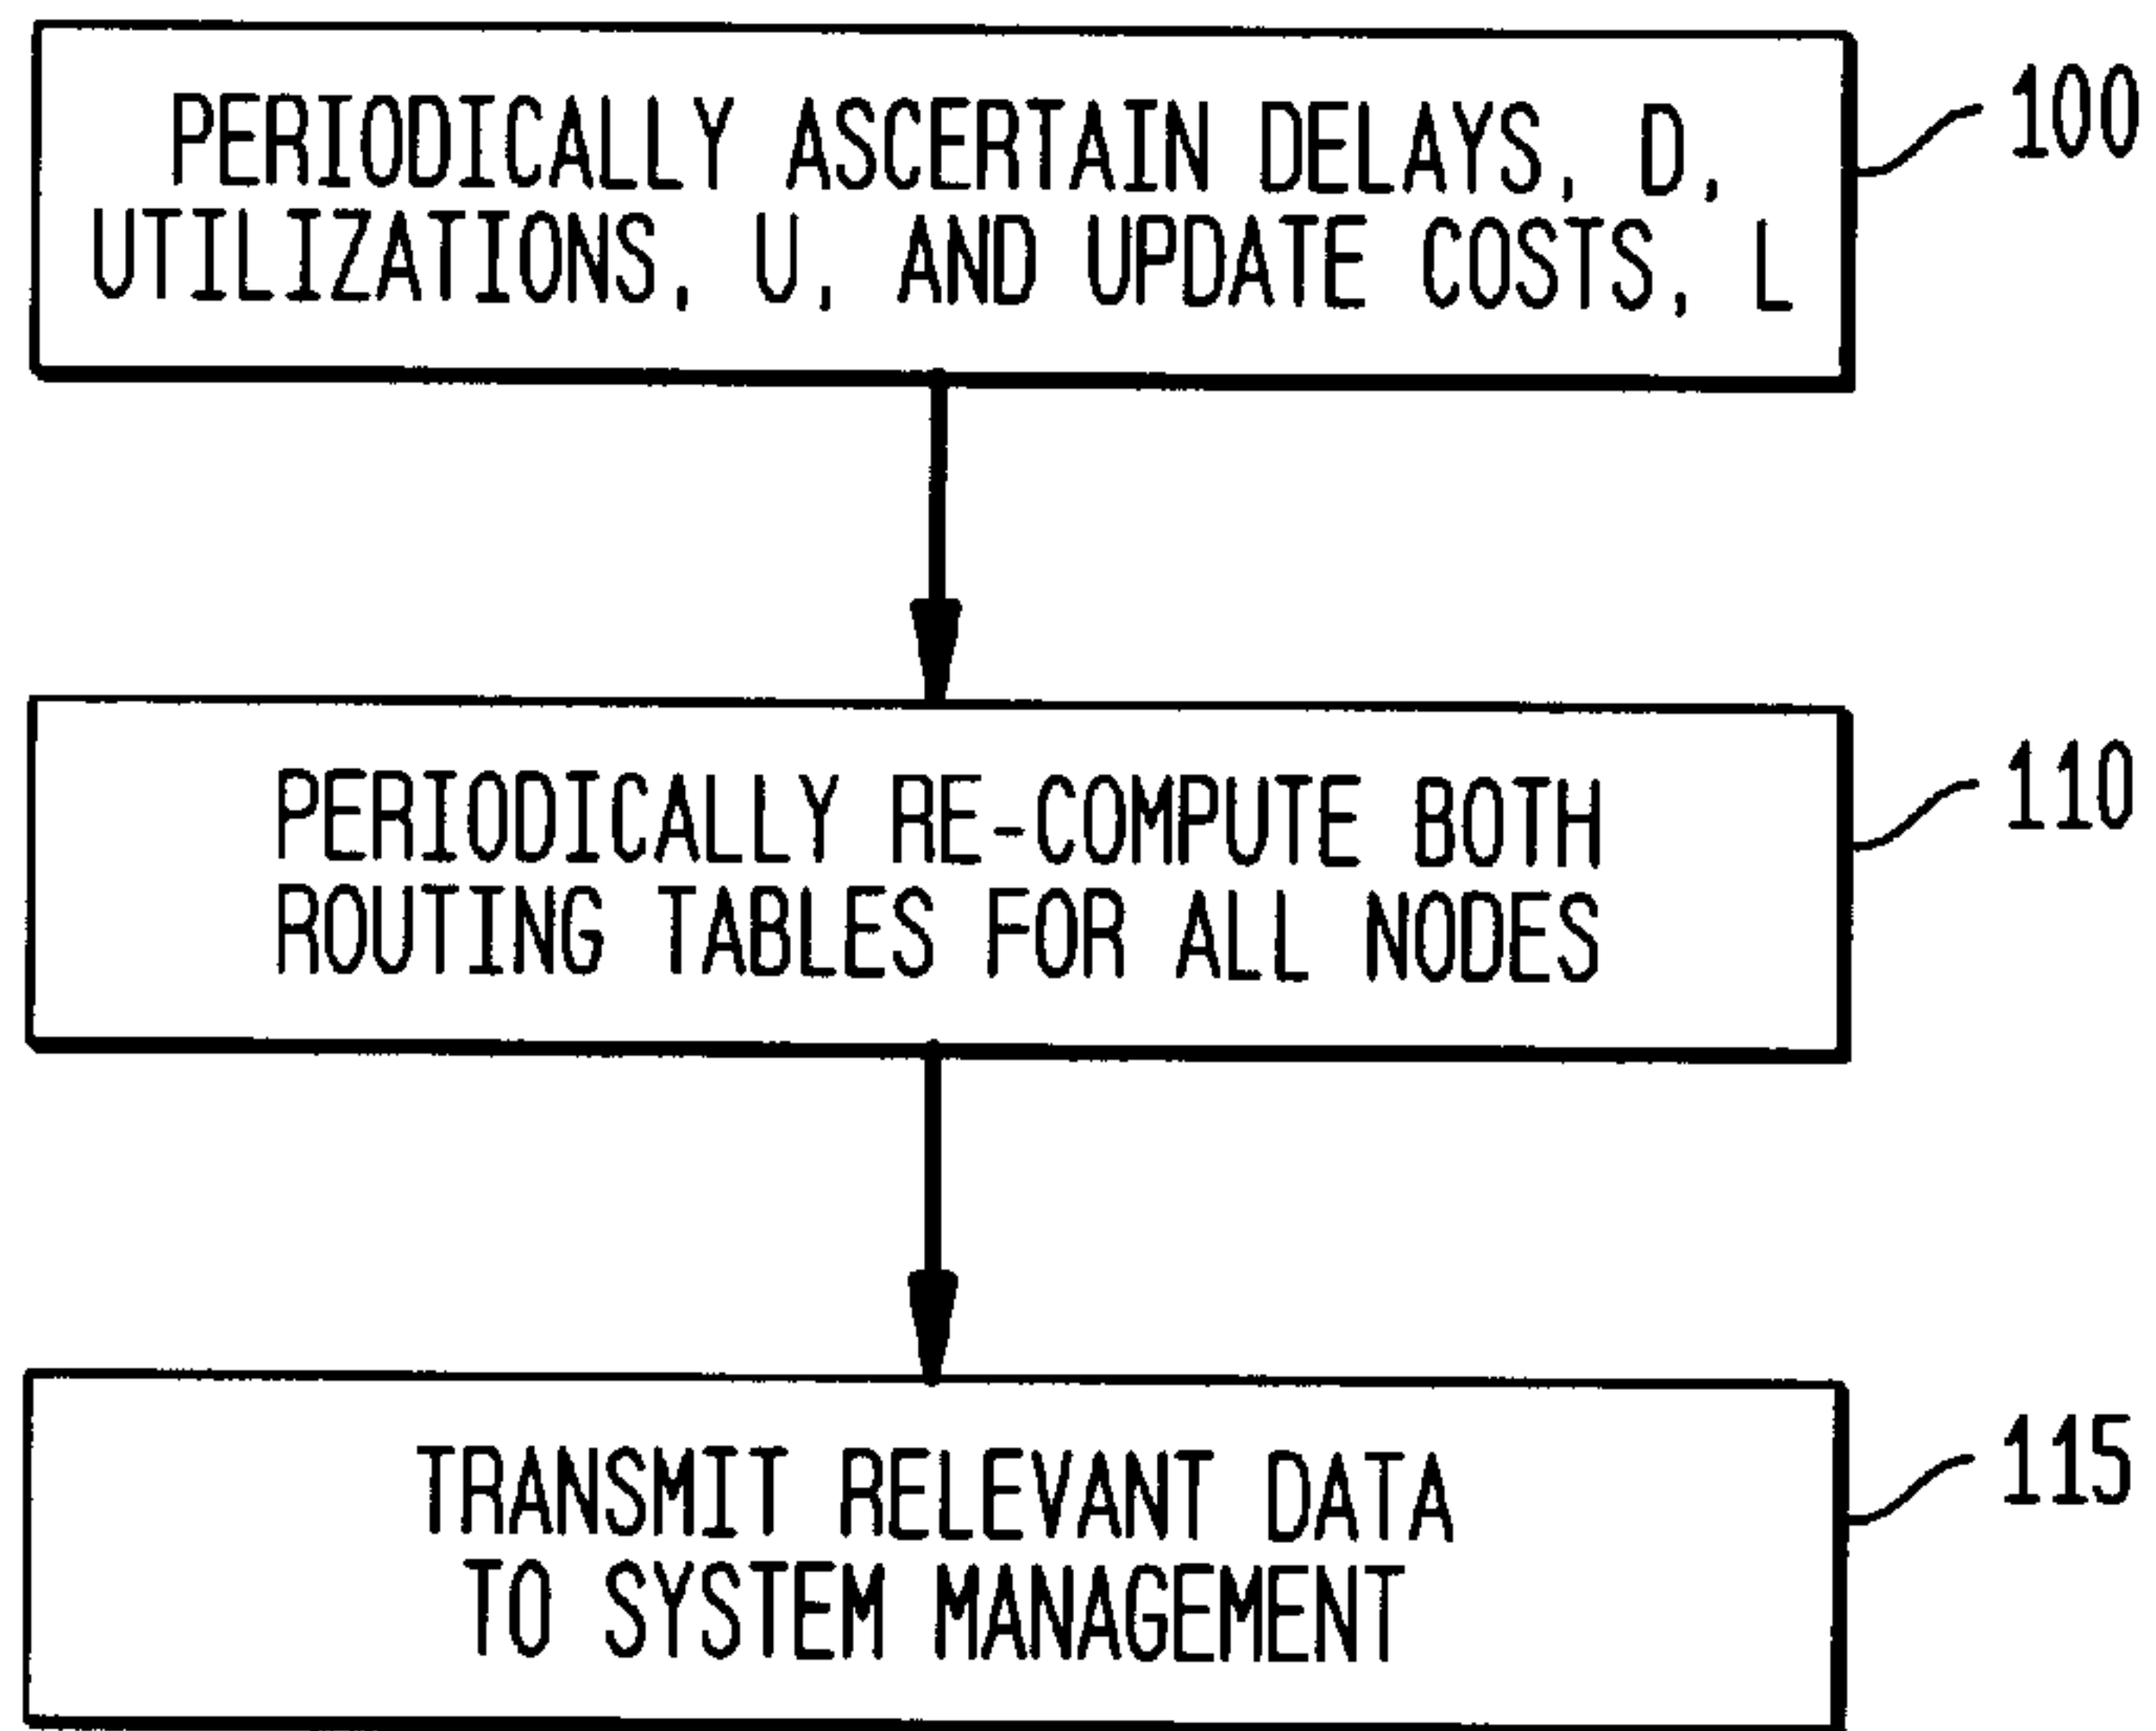 PERIODICALLY ASCERTAIN DELAYS, D,
UTILIZATIONS, U, AND UPDATE COSTS, L
100
PERIODICALLY RE-COMPUTE BOTH
ROUTING TABLES FOR ALL NODES
110
TRANSMIT RELEVANT DATA
TO SYSTEM MANAGEMENT
115